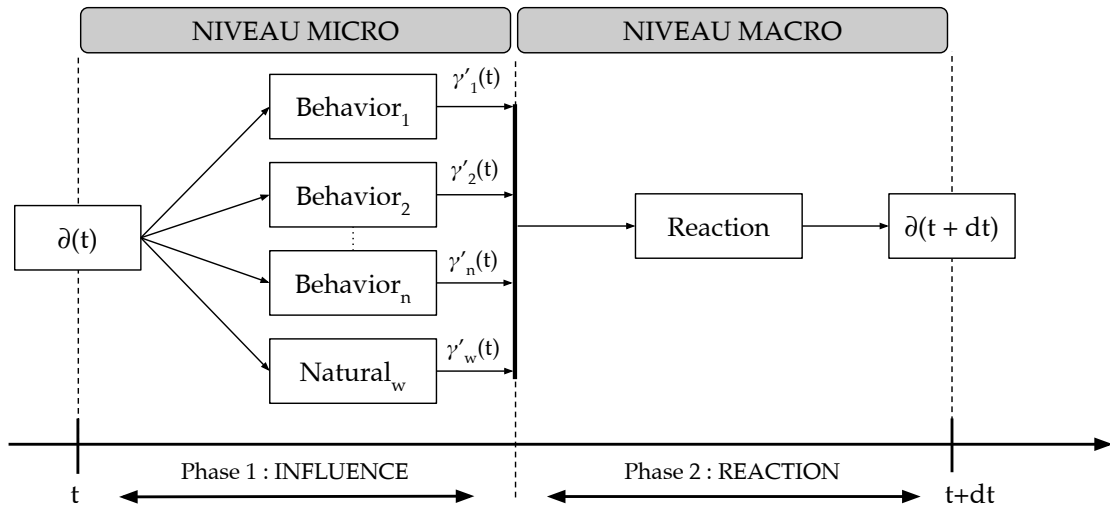 NIVEAU MICRO
NIVEAU MACRO
γ'1(t)
Behavior1
γ'2(t)
Behavior2
∂(t)
Reaction
∂(t + dt)
γ'n(t)
Behaviorn
γ'w(t)
Naturalw
Phase 1 : INFLUENCE
Phase 2 : REACTION
t
t+dt